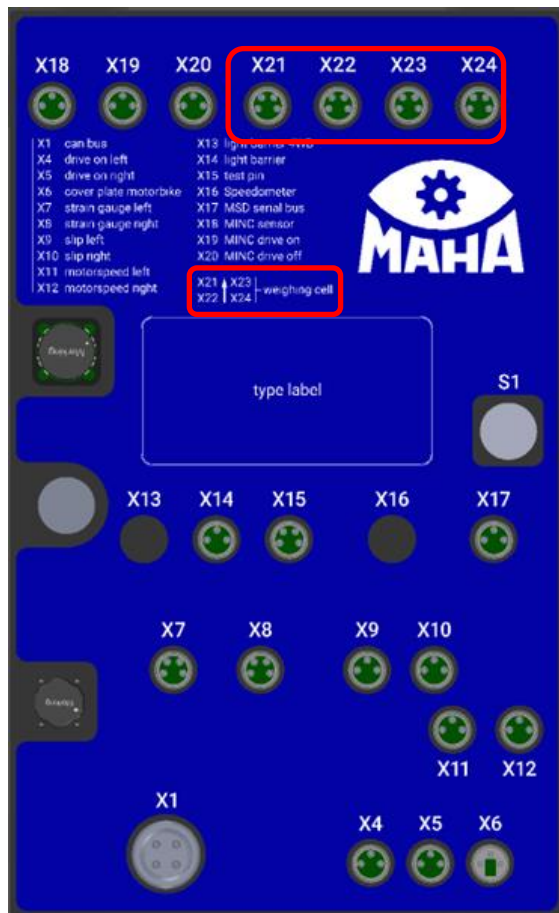 X18 X19 X20 X21 X22 X23 X24
X1 can bus
X4 drive on left
X5 drive on right
X6 cover plate motorbike
X7 strain gauge left
X8 strain gauge right
X9 slip left
X10 slip right
X11 motorspeed left
X12 motorspeed right
X13 light barrier 4WD
X14 light barrier
X15 test pin
X16 Speedometer
X17 MSD serial bus
X18 MINC sensor
X19 MINC drive on
X20 MINC drive off
X21 X23 weighing cell
X22 X24
MAHA
type label
S1
X13 X14 X15 X16 X17
X7 X8 X9 X10
X11 X12
X1
X4 X5 X6